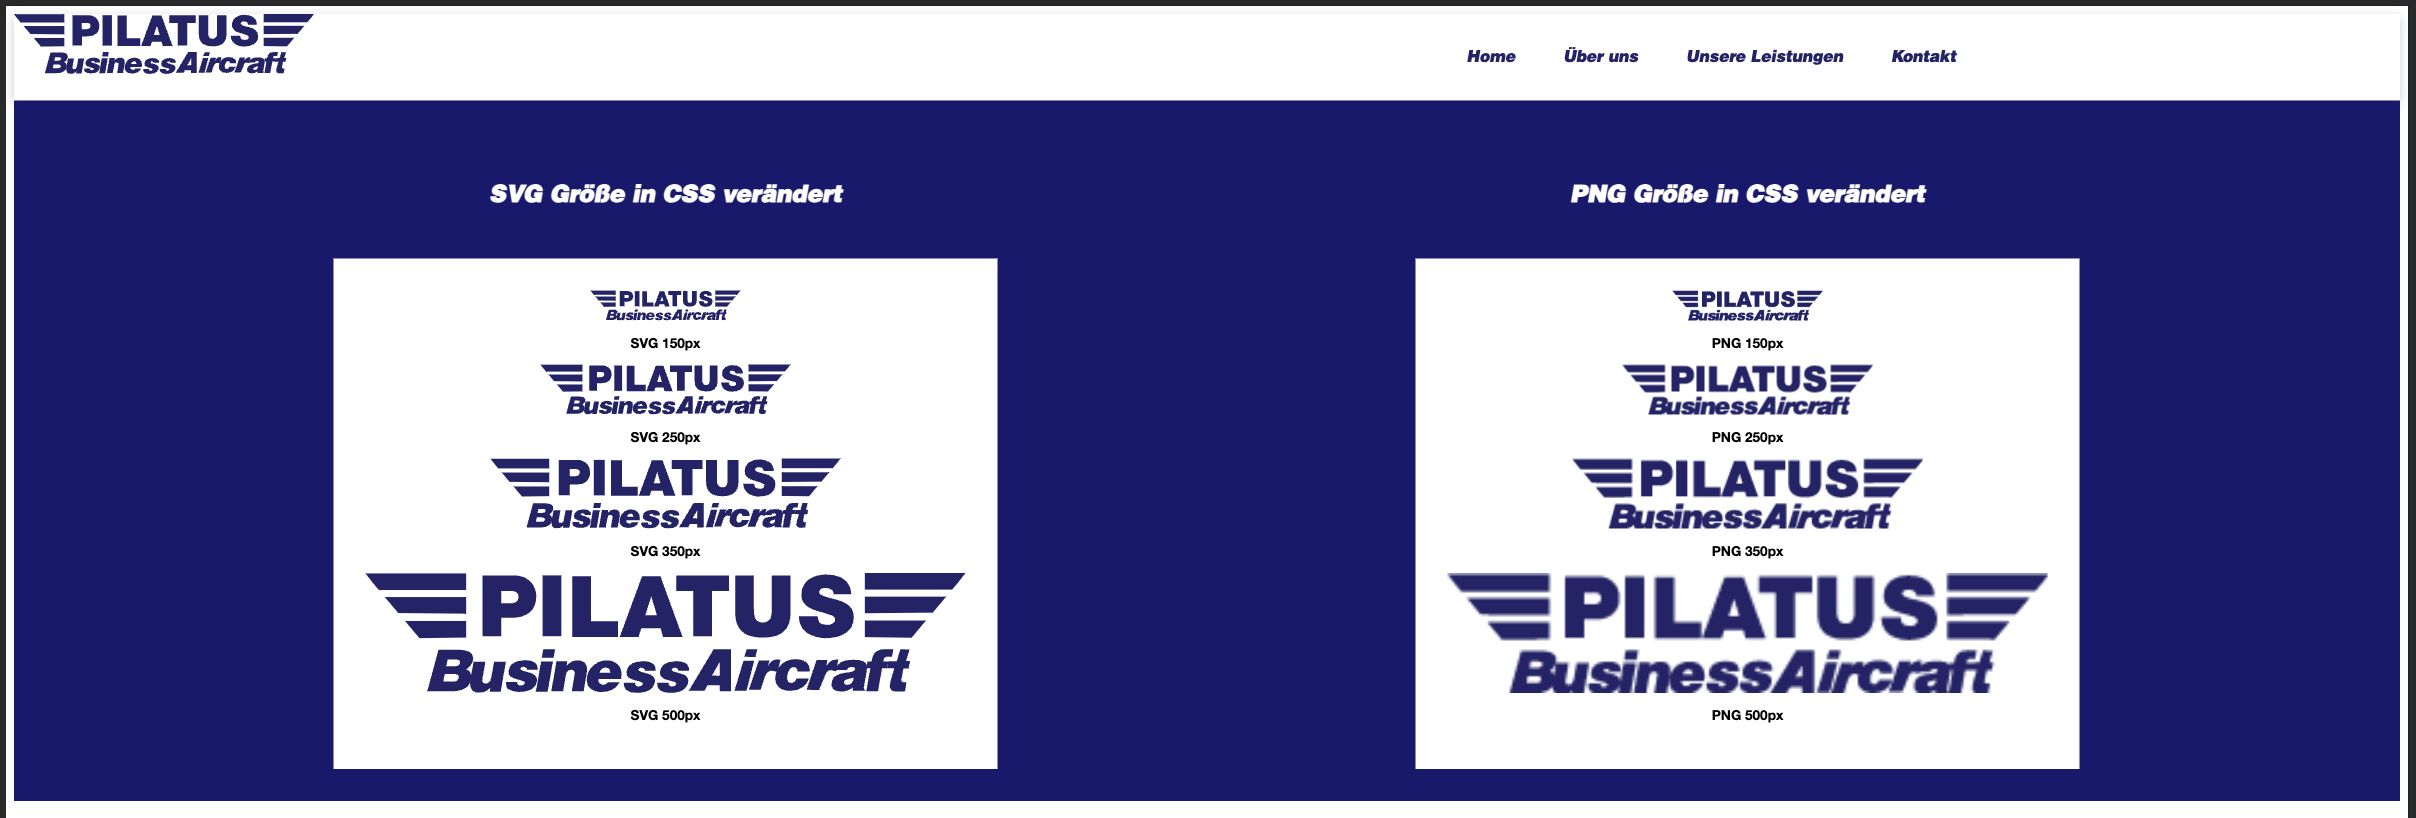 PILATUS
BusinessAircraft
Home Über uns Unsere Leistungen Kontakt
SVG Größe in CSS verändert
PILATUS
BusinessAircraft
SVG 150px
PILATUS
BusinessAircraft
SVG 250px
PILATUS
BusinessAircraft
SVG 350px
PILATUS
BusinessAircraft
SVG 500px
PNG Größe in CSS verändert
PILATUS
BusinessAircraft
PNG 150px
PILATUS
BusinessAircraft
PNG 250px
PILATUS
BusinessAircraft
PNG 350px
PILATUS
BusinessAircraft
PNG 500px